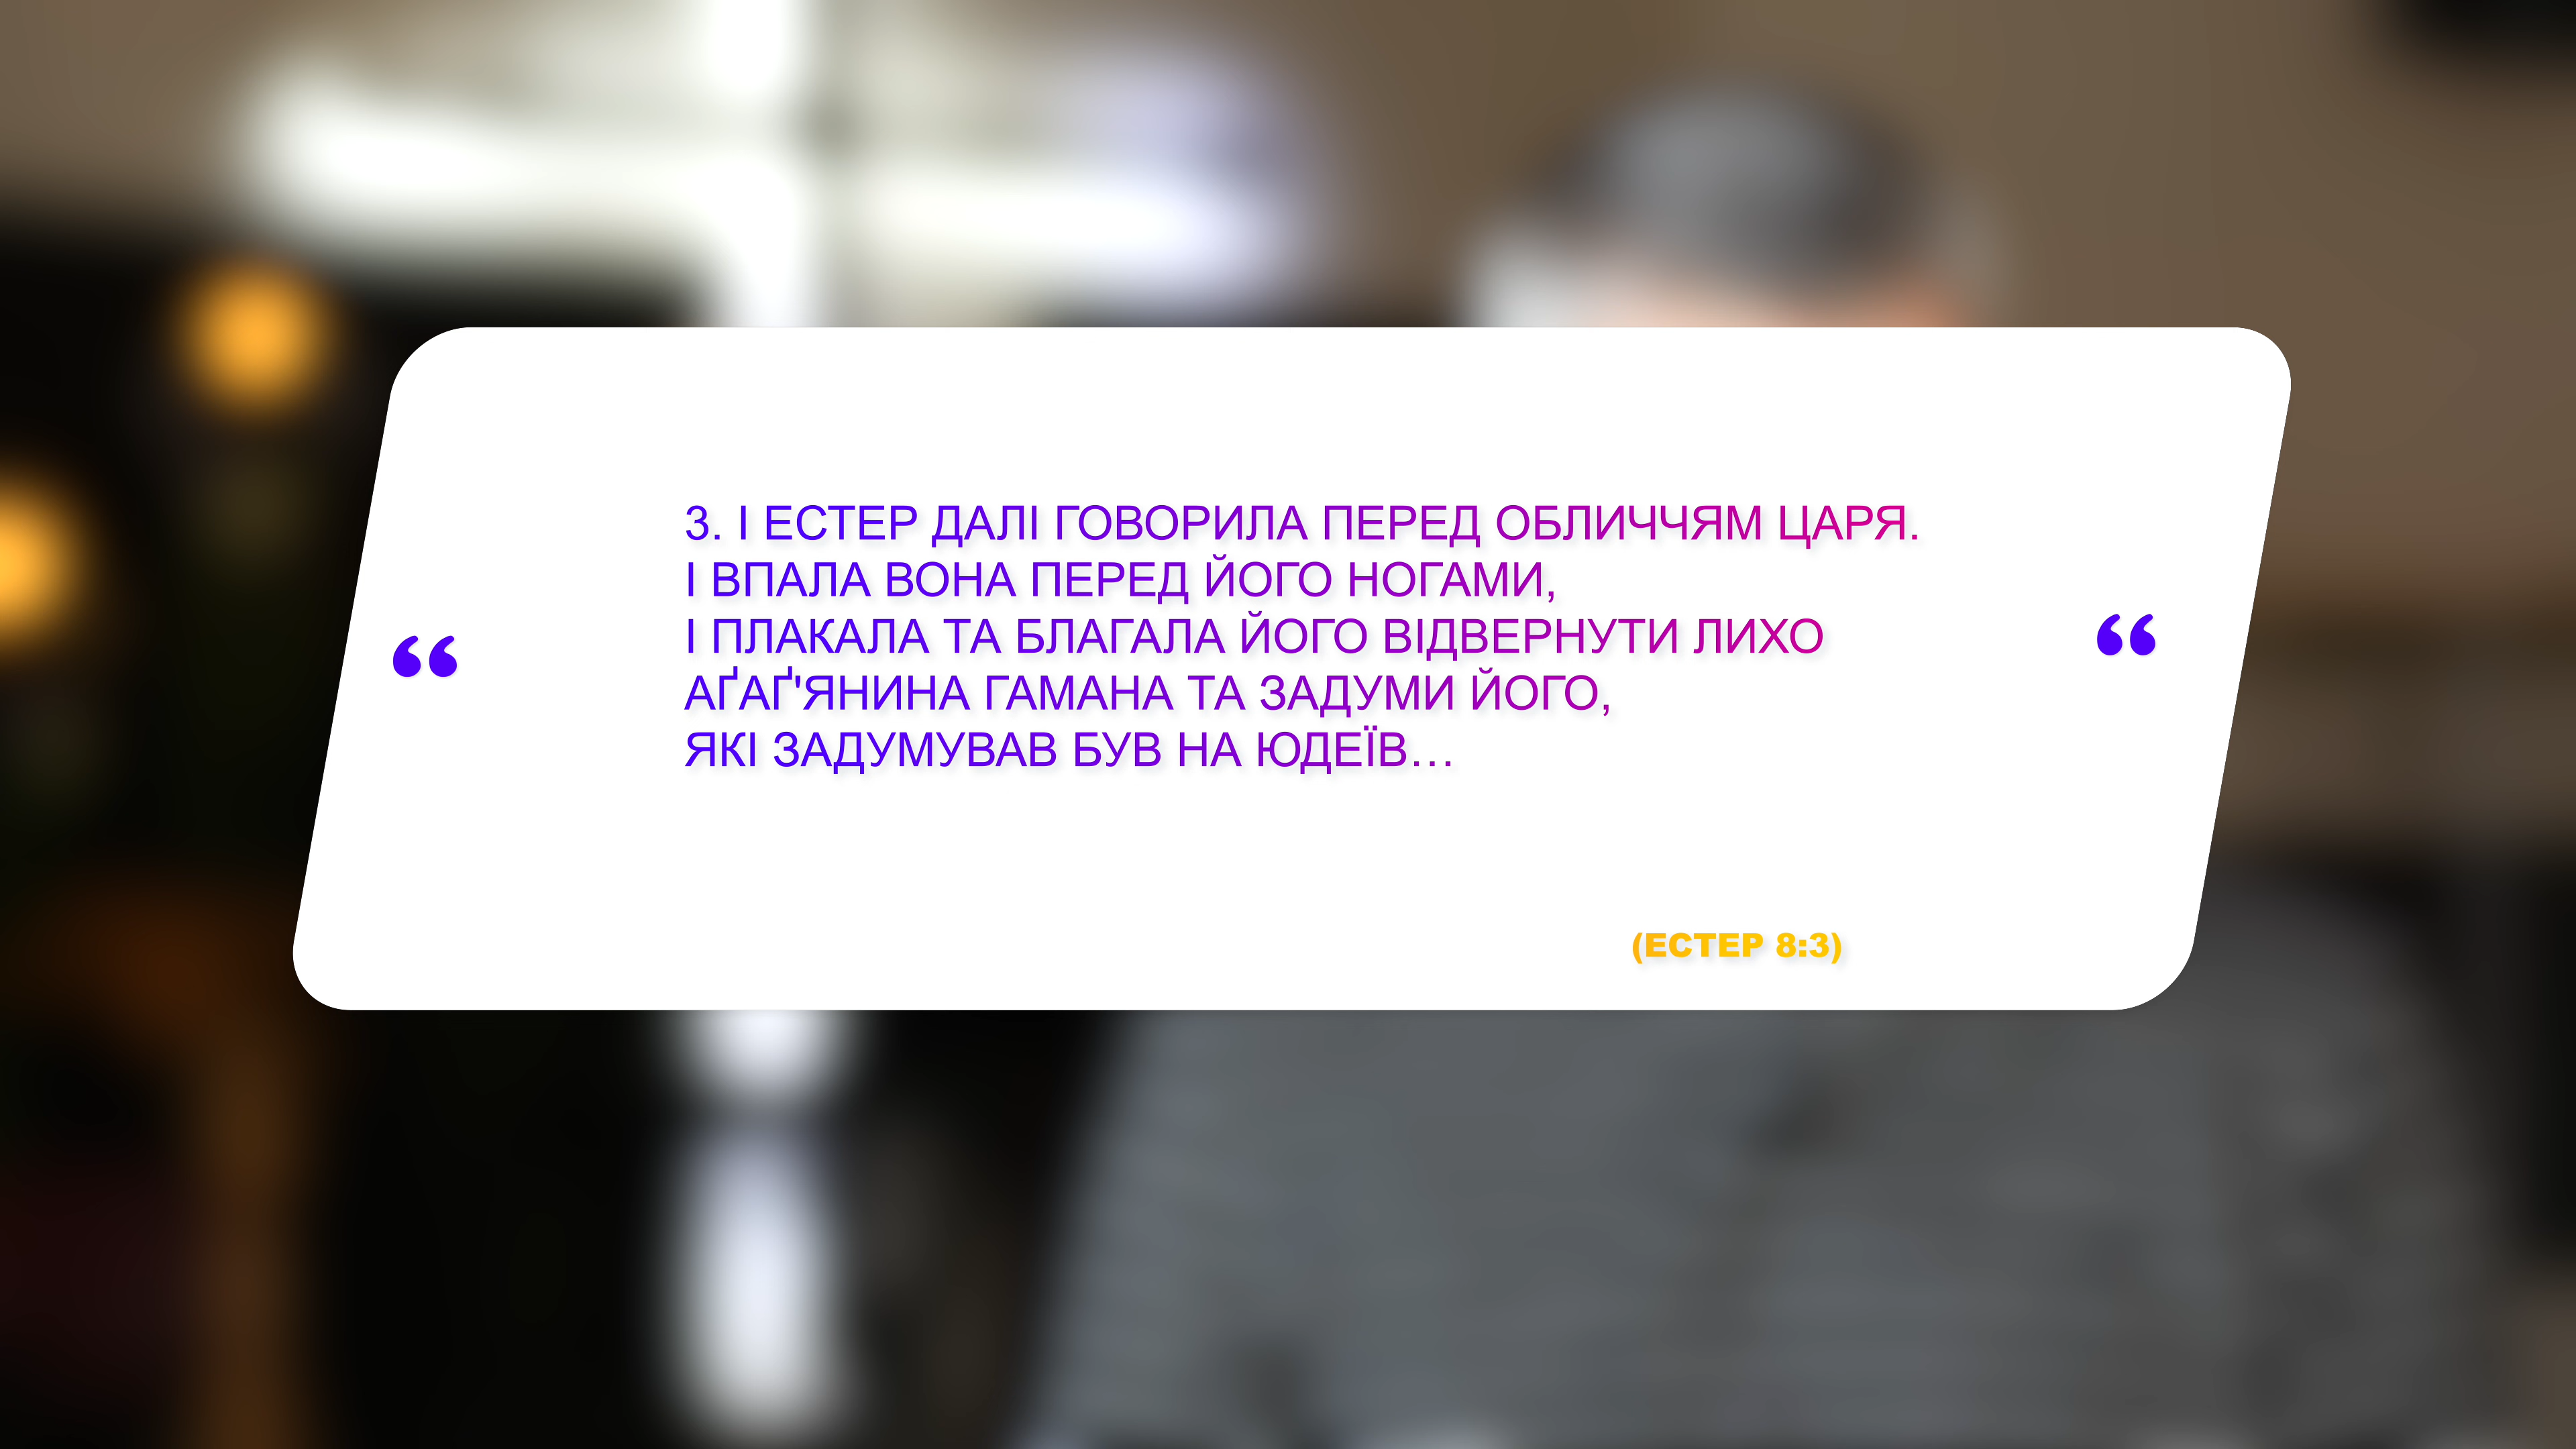 3. І ЕСТЕР ДАЛІ ГОВОРИЛА ПЕРЕД ОБЛИЧЧЯМ ЦАРЯ.
І ВПАЛА ВОНА ПЕРЕД ЙОГО НОГАМИ,
І ПЛАКАЛА ТА БЛАГАЛА ЙОГО ВІДВЕРНУТИ ЛИХО
АҐАҐ'ЯНИНА ГАМАНА ТА ЗАДУМИ ЙОГО,
ЯКІ ЗАДУМУВАВ БУВ НА ЮДЕЇВ…
(ЕСТЕР 8:3)